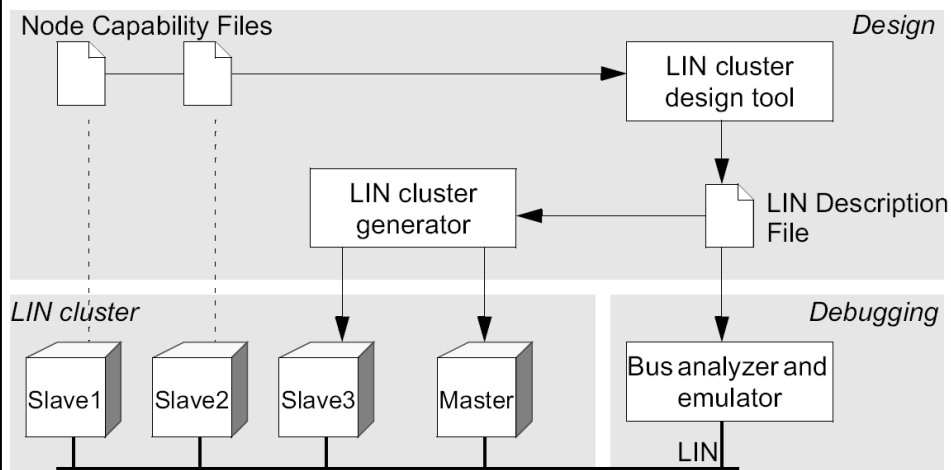 Node Capability Files
Design
LIN cluster
design tool
LIN cluster
generator
LIN Description
File
LIN cluster
Debugging
Slave1
Slave2
Slave3
Master
Bus analyzer and
emulator
LIN